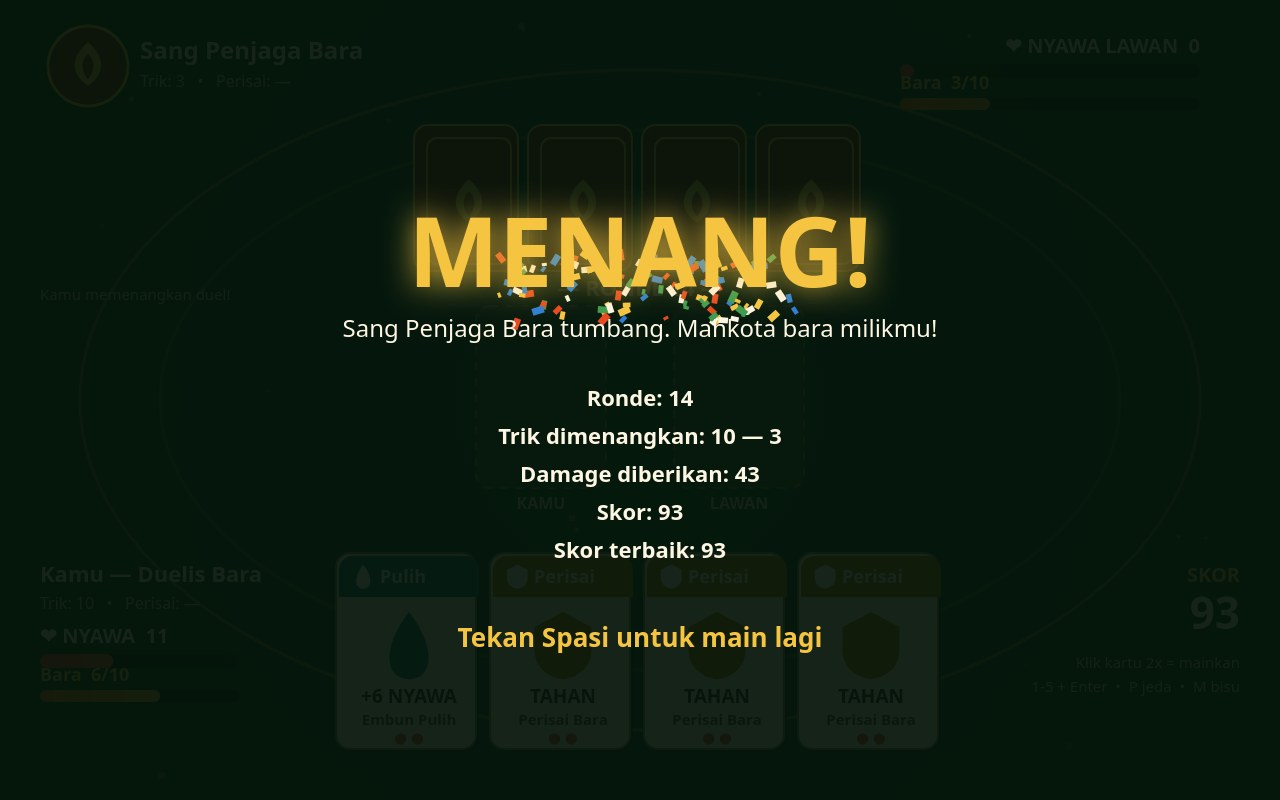 Sang Penjaga Bara
Trik: 3 • Perisai: —
❤ NYAWA LAWAN 0
Bara 3/10
MENANG!
Kamu memenangkan duel!
Sang Penjaga Bara tumbang. Mahkota bara milikmu!
Ronde: 14
Trik dimenangkan: 10 — 3
Damage diberikan: 43
KAMU
LAWAN
Skor: 93
Skor terbaik: 93
Kamu — Duelis Bara
Trik: 10 • Perisai: —
❤ NYAWA 11
Bara 6/10
Pulih
+6 NYAWA
Embun Pulih
Perisai
TAHAN
Perisai Bara
Perisai
TAHAN
Perisai Bara
Perisai
TAHAN
Perisai Bara
Tekan Spasi untuk main lagi
SKOR
93
Klik kartu 2x = mainkan
1-5 + Enter • P jeda • M bisu